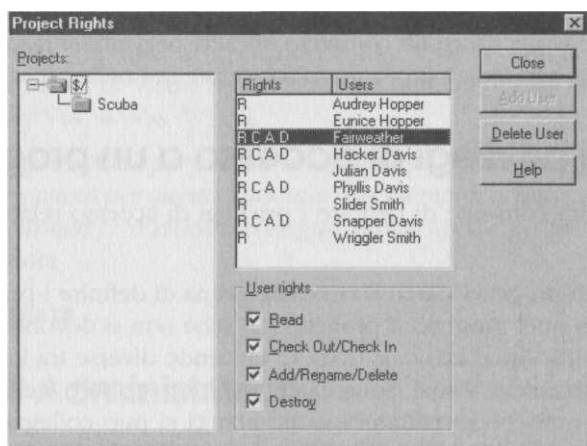 Project Rights
Projects:
$/
Scuba
Rights Users
R Audrey Hopper
R Eunice Hopper
R C A D Fairweather
R C A D Hacker Davis
R Julian Davis
R C A D Phyllis Davis
R Slider Smith
R C A D Snapper Davis
R Wriggler Smith
Close
Add User
Delete User
Help
User rights
Read
Check Out/Check In
Add/Rename/Delete
Destroy